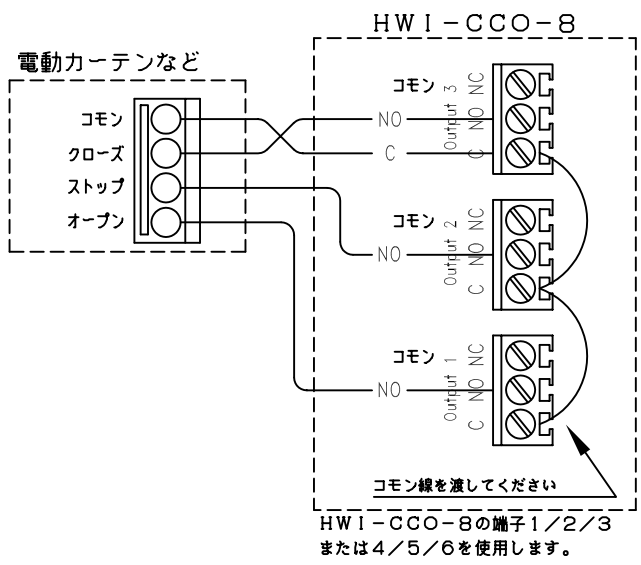 HWI-CCO-8
電動カーテンなど
コモン
クローズ
ストップ
オープン
コモン
Output 3
NC
NO
C
NO
C
コモン
Output 2
NC
NO
C
NO
コモン
Output 1
NC
NO
C
NO
コモン線を渡してください
HWI-CCO-8の端子1/2/3
または4/5/6を使用します。